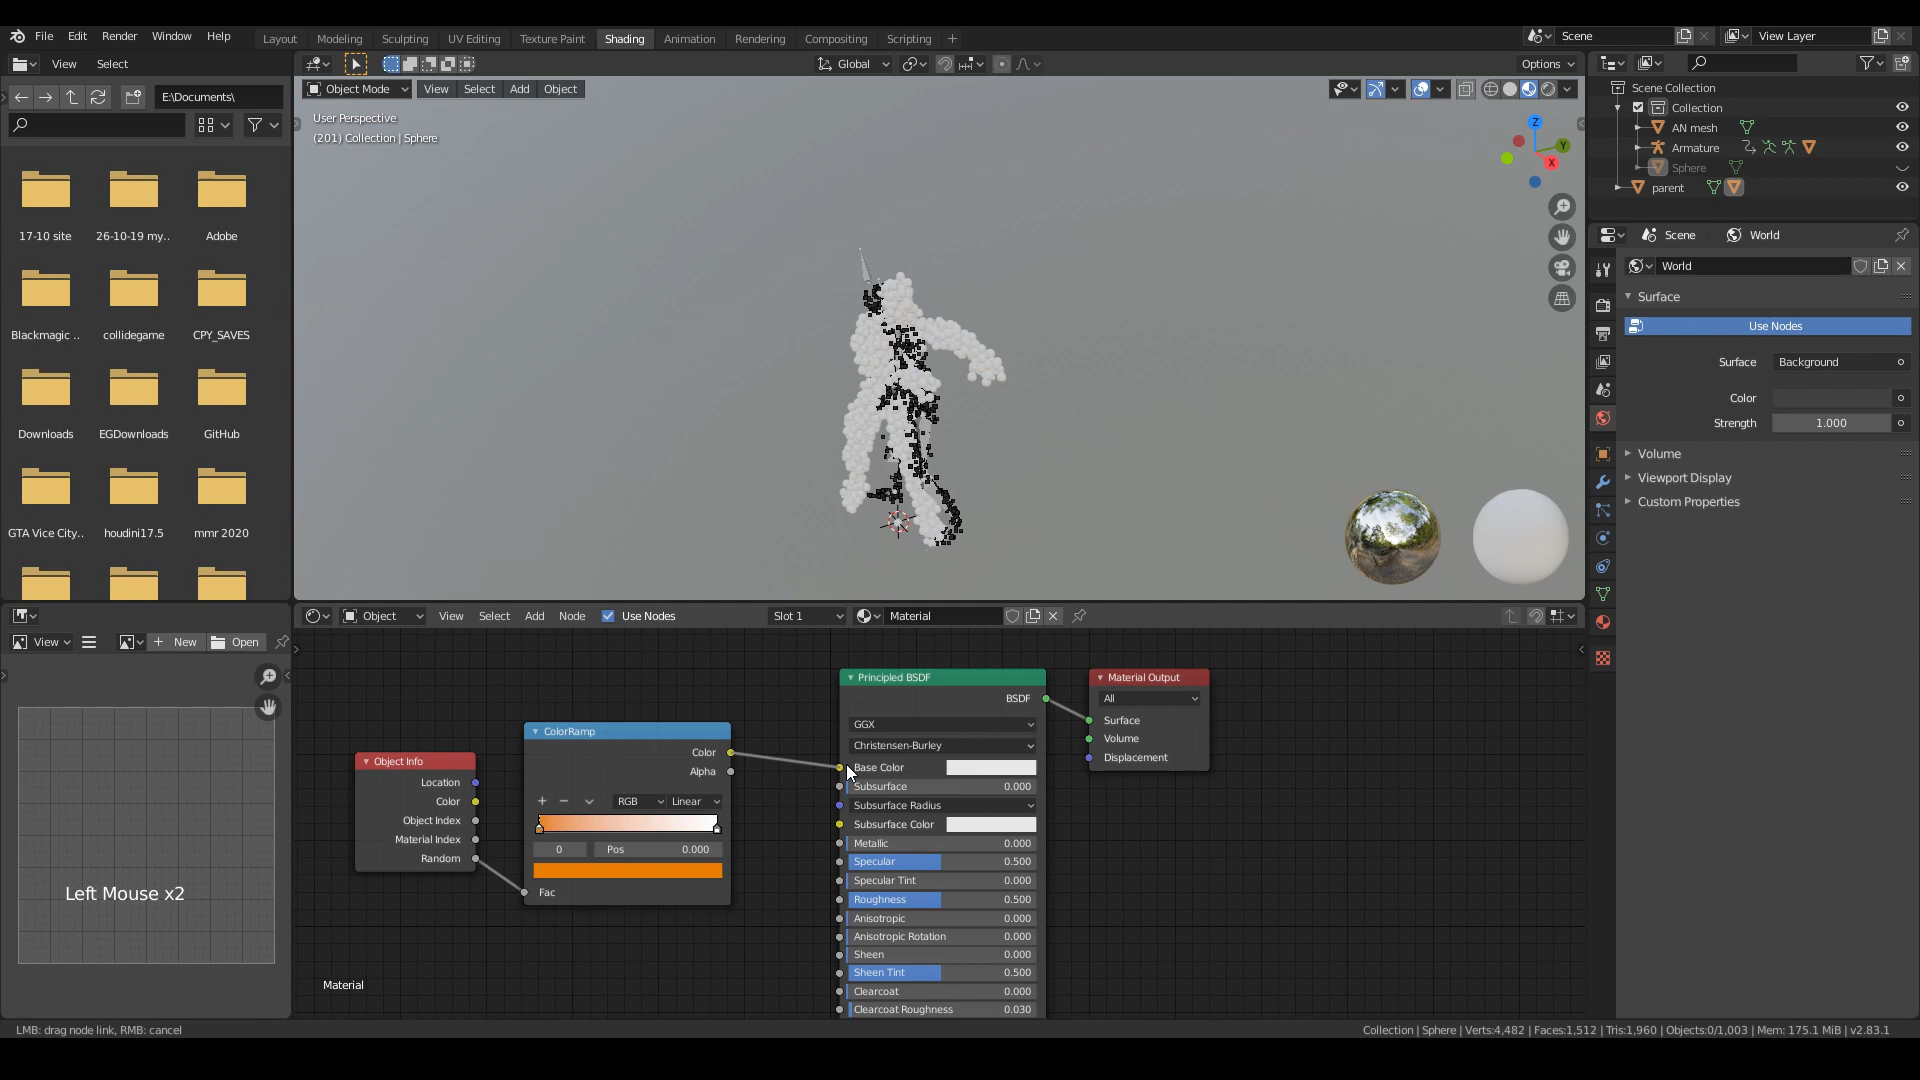 File Edit Render Window Help
Layout Modeling Sculpting UV Editing Texture Paint Shading Animation Rendering Compositing Scripting
Scene
View Layer
View Select
Global
Options
E:\Documents\
Object Mode
View Select Add Object
User Perspective
(201) Collection | Sphere
Z
Y
X
17-10 site 26-10-19 my.. Adobe
Blackmagic .. collidegame CPY_SAVES
Downloads EGDownloads GitHub
GTA Vice City.. houdini17.5 mmr 2020
Scene Collection
Collection
AN mesh
Armature
Sphere
parent
Scene World
World
Surface
Use Nodes
Surface Background
Color
Strength 1.000
Volume
Viewport Display
Custom Properties
View New Open
Left Mouse x2
Object View Select Add Node Use Nodes Slot 1 Material
Object Info
Location
Color
Object Index
Material Index
Random
ColorRamp
Color
Alpha
RGB Linear
0 Pos 0.000
Fac
Principled BSDF
BSDF
GGX
Christensen-Burley
Base Color
Subsurface 0.000
Subsurface Radius
Subsurface Color
Metallic 0.000
Specular 0.500
Specular Tint 0.000
Roughness 0.500
Anisotropic 0.000
Anisotropic Rotation 0.000
Sheen 0.000
Sheen Tint 0.500
Clearcoat 0.000
Clearcoat Roughness 0.030
Material Output
All
Surface
Volume
Displacement
Material
LMB: drag node link, RMB: cancel
Collection | Sphere | Verts:4,482 | Faces:1,512 | Tris:1,960 | Objects:0/1,003 | Mem: 175.1 MiB | v2.83.1